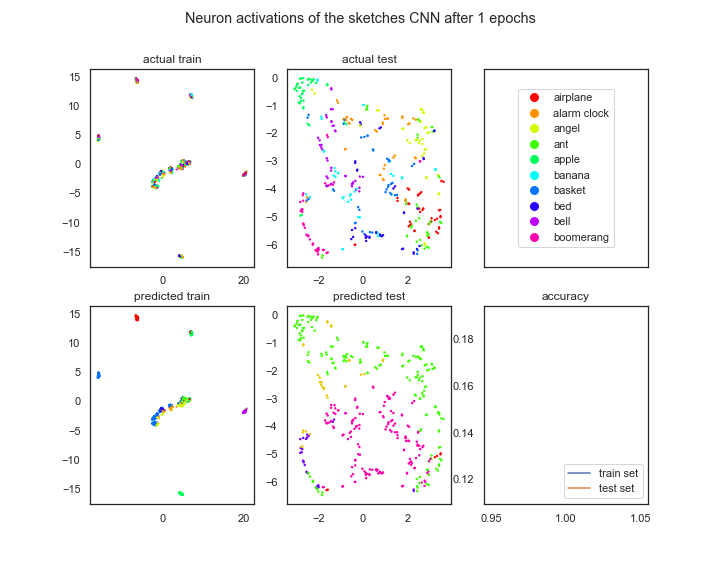 Neuron activations of the sketches CNN after 1 epochs
actual train
15
10
5
0
−5
−10
−15
0 20
actual test
0
−1
−2
−3
−4
−5
−6
−2 0 2
airplane
alarm clock
angel
ant
apple
banana
basket
bed
bell
boomerang
predicted train
15
10
5
0
−5
−10
−15
0 20
predicted test
0
−1
−2
−3
−4
−5
−6
−2 0 2
accuracy
0.18
0.16
0.14
0.12
train set
test set
0.95 1.00 1.05